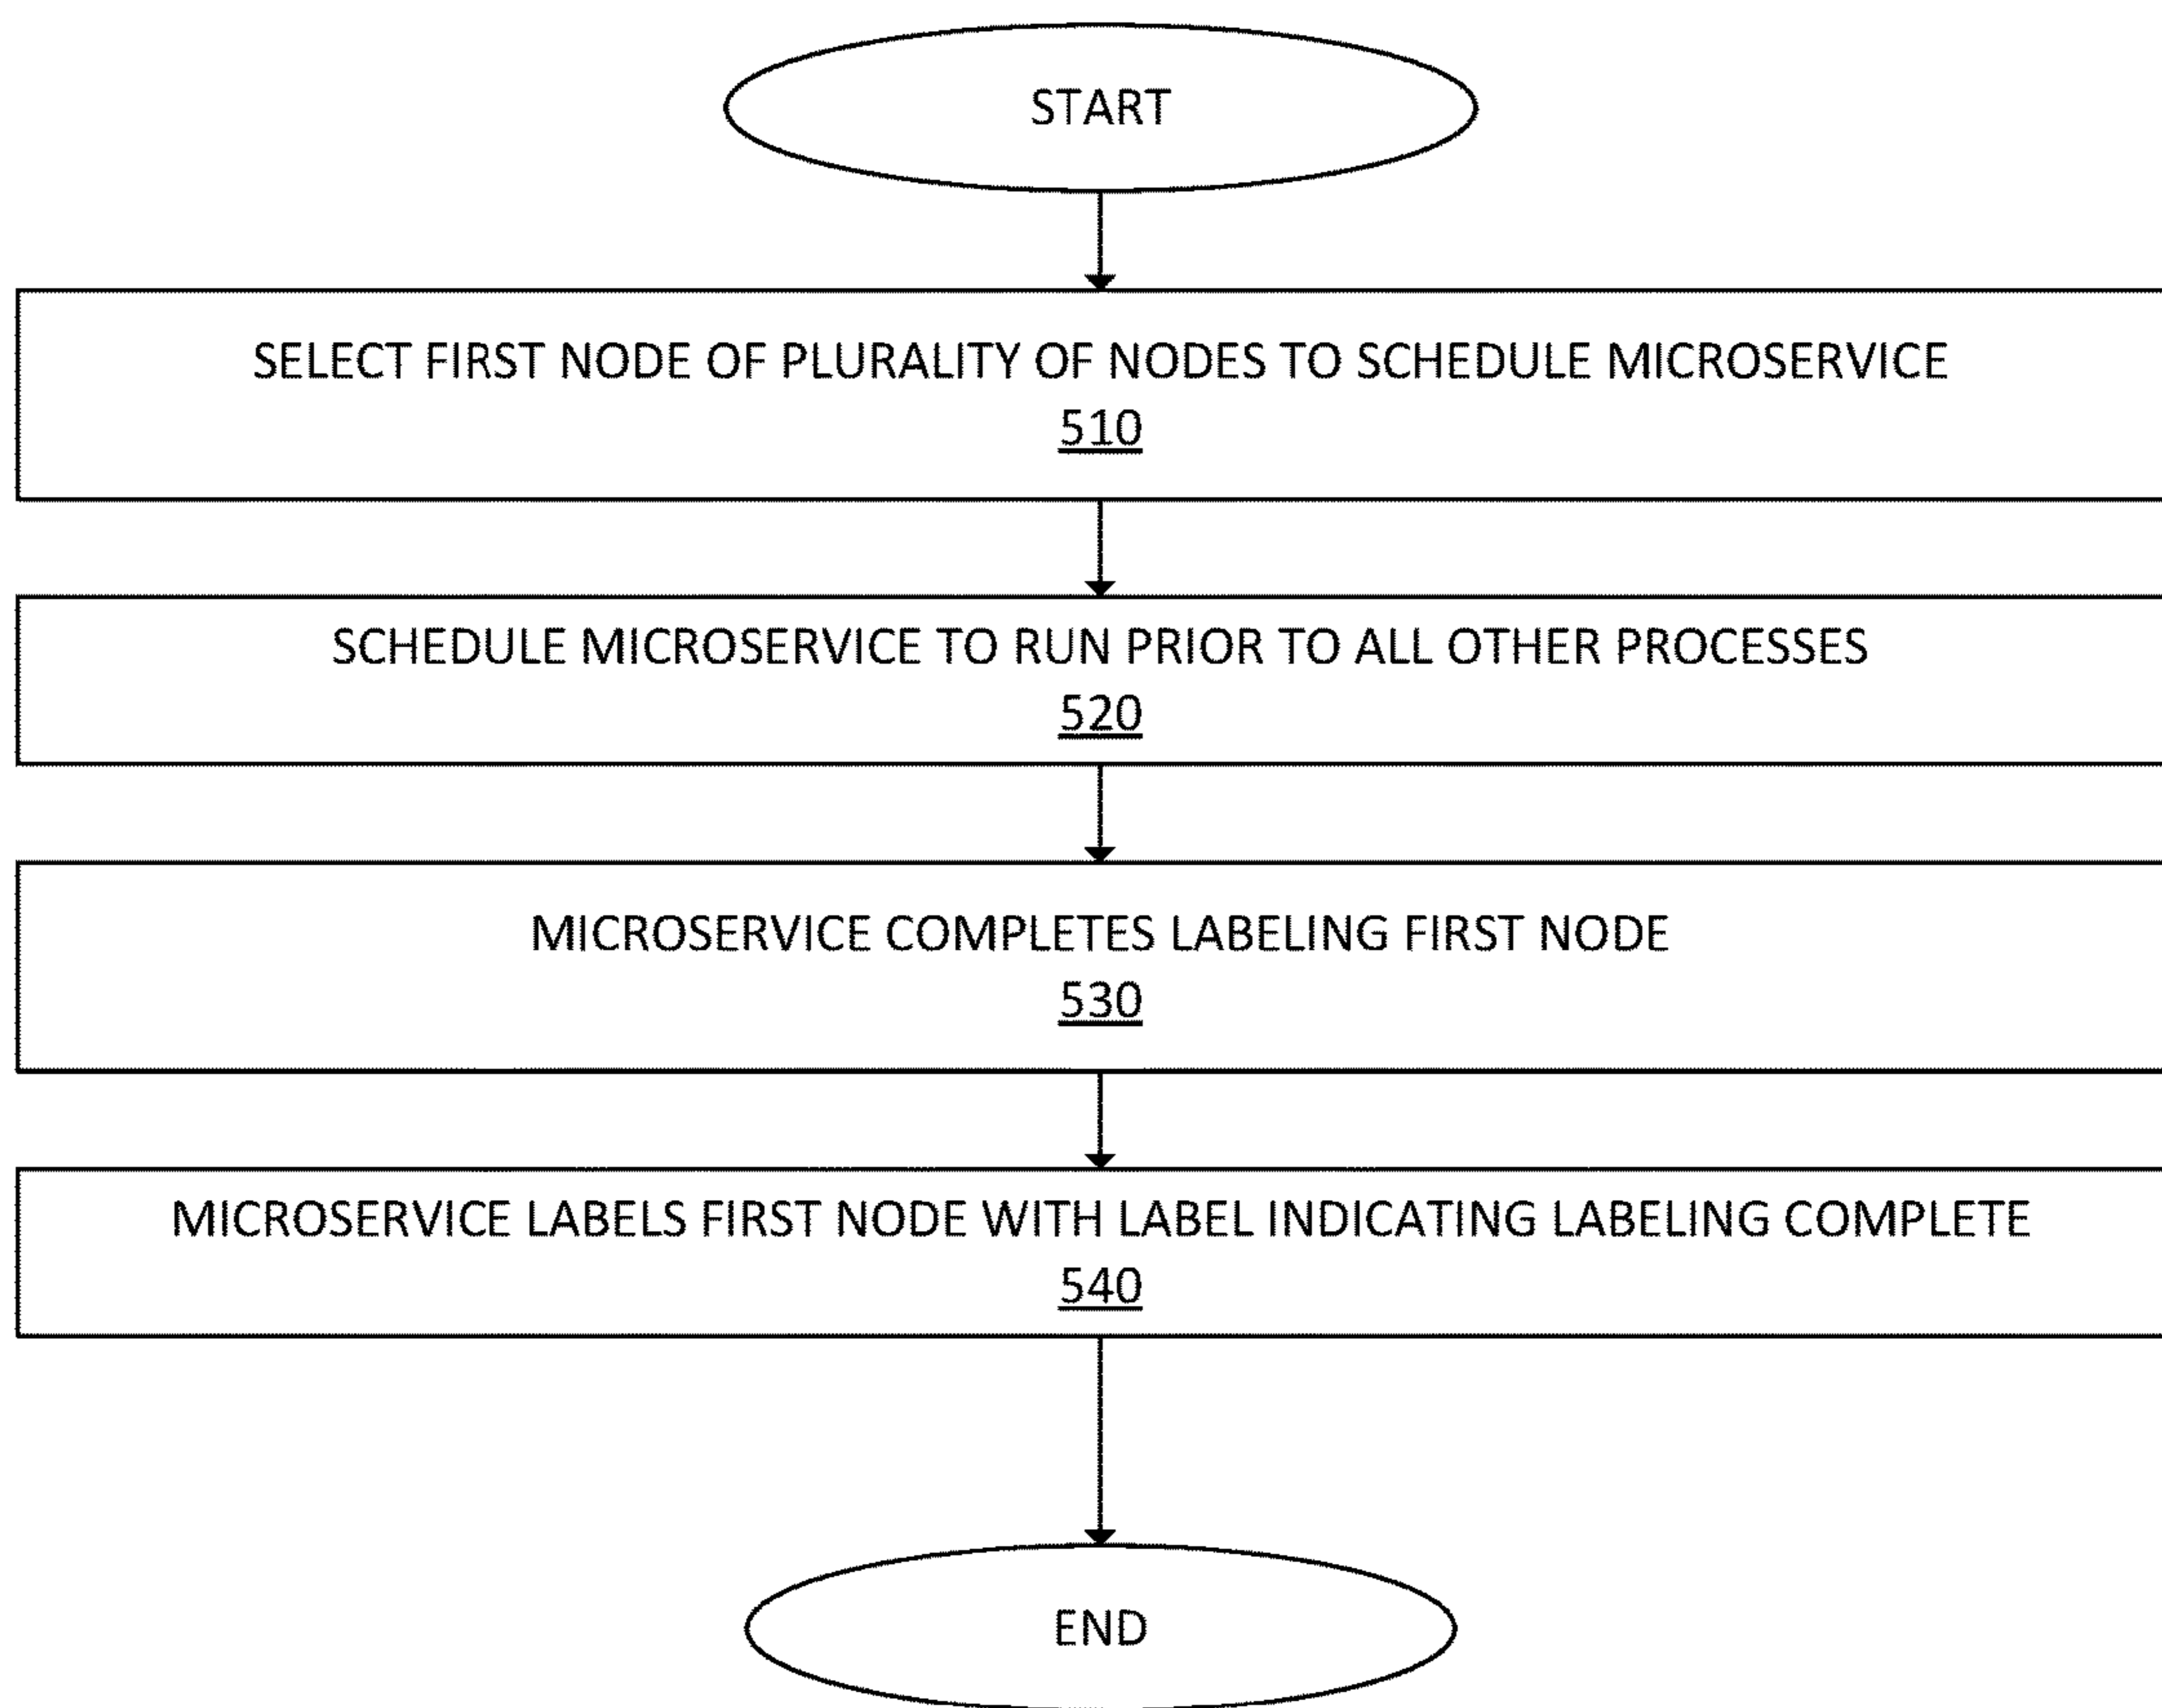 START
SELECT FIRST NODE OF PLURALITY OF NODES TO SCHEDULE MICROSERVICE
510
SCHEDULE MICROSERVICE TO RUN PRIOR TO ALL OTHER PROCESSES
520
MICROSERVICE COMPLETES LABELING FIRST NODE
530
MICROSERVICE LABELS FIRST NODE WITH LABEL INDICATING LABELING COMPLETE
540
END